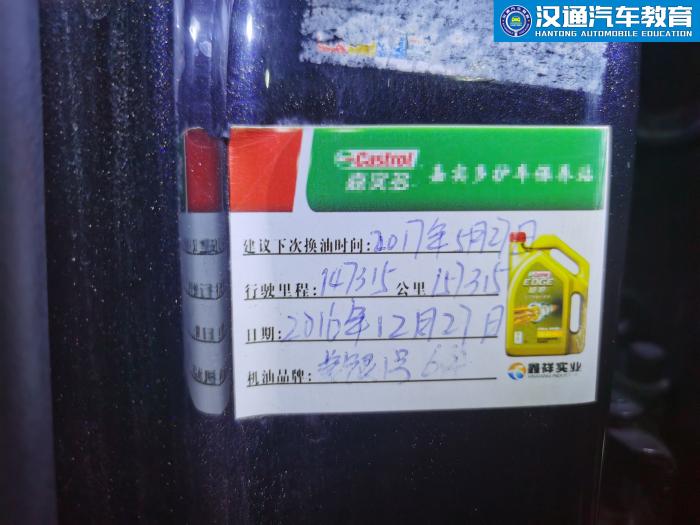 汉通汽车教育
HANTONG AUTOMOBILE EDUCATION
Castrol 嘉实多护车保养站
嘉实多
建议下次换油时间:2017年5月27日
行驶里程:147315 公里 157315
日期:2016年12月27日
机油品牌: 1号
Castrol
EDGE
鑫祥实业